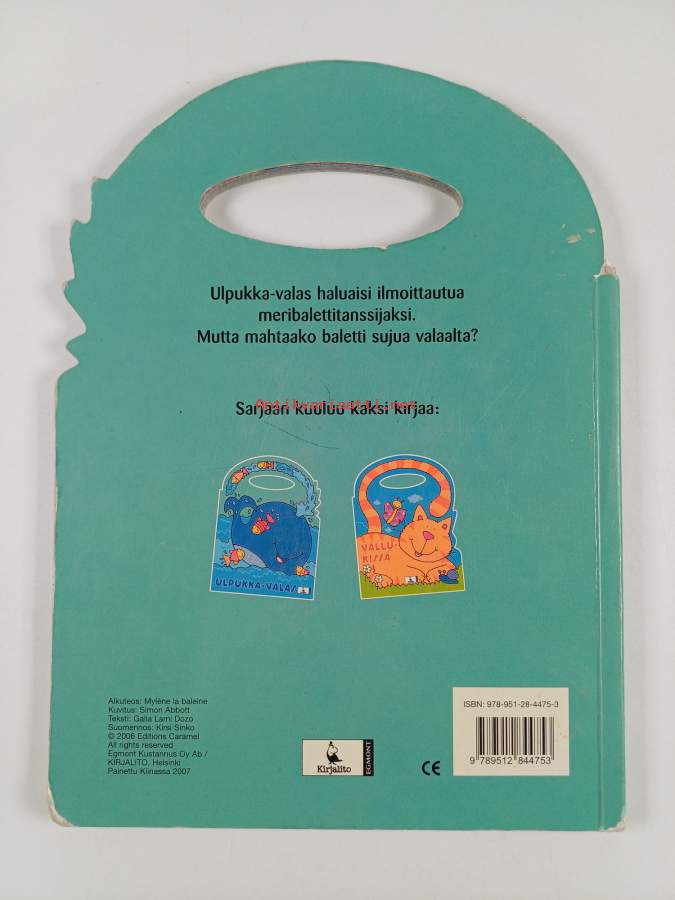 Ulpukka-valas haluaisi ilmoittautua
meribalettitanssijaksi.
Mutta mahtaako baletti sujua valaalta?
Sarjaan kuuluu kaksi kirjaa:
Antikvariaatti.net
ULPUKKA-VALAS
VALLU-
KISSA
Alkuteos: Mylène la baleine
Kuvitus: Simon Abbott
Teksti: Galia Lami Dozo
Suomennos: Kirsi Sinko
© 2006 Editions Caramel
All rights reserved
Egmont Kustannus Oy Ab /
KIRJALITO, Helsinki
Painettu Kiinassa 2007
Kirjalito
EGMONT
CE
ISBN: 978-951-28-4475-3
9 789512 844753